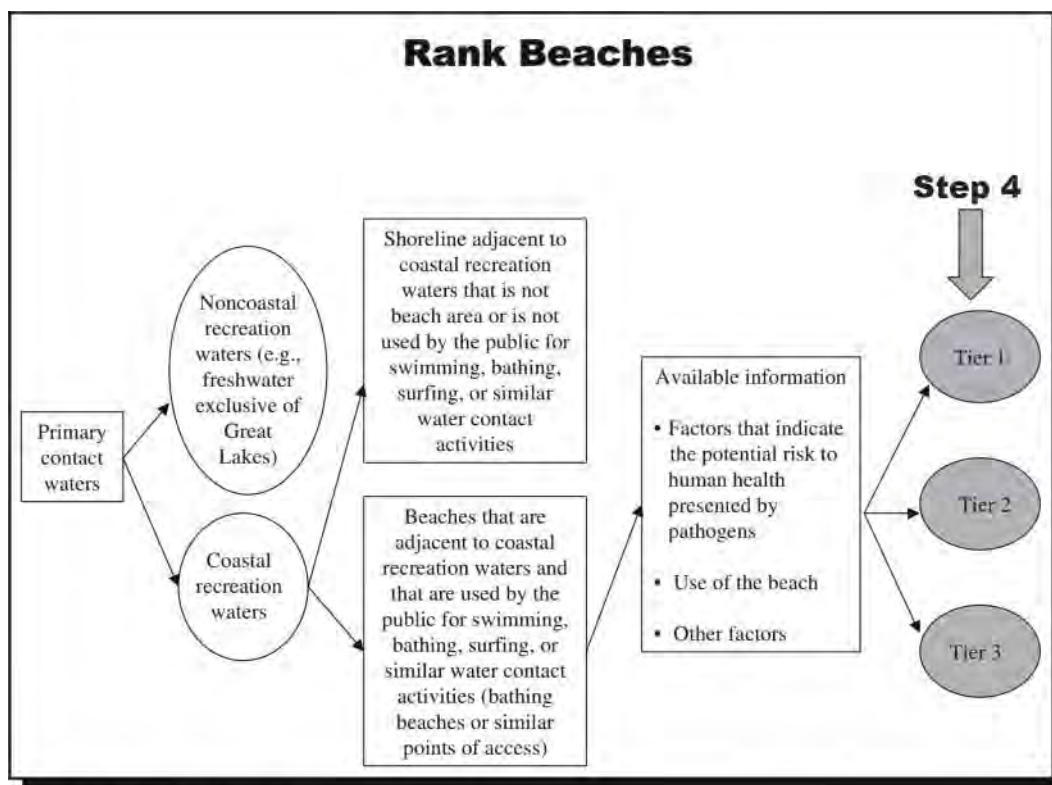 Rank Beaches
Step 4
Primary
contact
waters
Noncoastal
recreation
waters (e.g.,
freshwater
exclusive of
Great
Lakes)
Coastal
recreation
waters
Shoreline adjacent to
coastal recreation
waters that is not
beach area or is not
used by the public for
swimming, bathing,
surfing, or similar
water contact
activities
Beaches that are
adjacent to coastal
recreation waters and
that are used by the
public for swimming,
bathing, surfing, or
similar water contact
activities (bathing
beaches or similar
points of access)
Available information
• Factors that indicate
the potential risk to
human health
presented by
pathogens
• Use of the beach
• Other factors
Tier 1
Tier 2
Tier 3